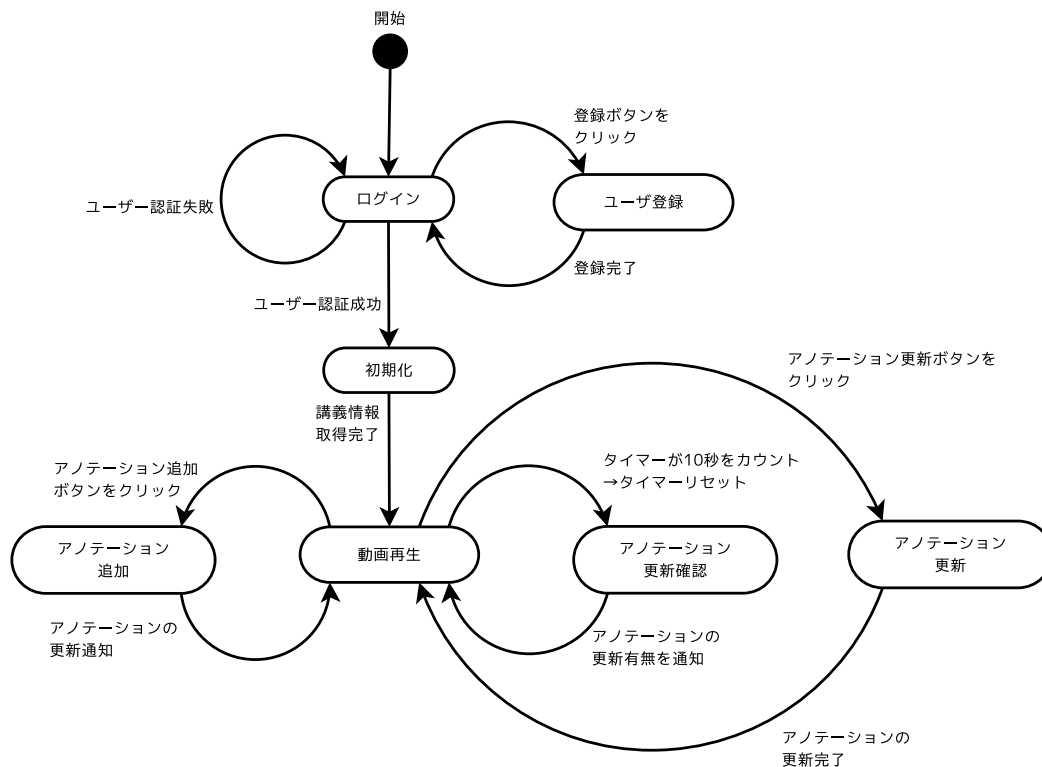 開始
登録ボタンを
クリック
ログイン
ユーザ登録
ユーザー認証失敗
登録完了
ユーザー認証成功
初期化
アノテーション更新ボタンを
クリック
講義情報
取得完了
アノテーション追加
ボタンをクリック
タイマーが10秒をカウント
→タイマーリセット
アノテーション
追加
動画再生
アノテーション
更新確認
アノテーション
更新
アノテーションの
更新通知
アノテーションの
更新有無を通知
アノテーションの
更新完了